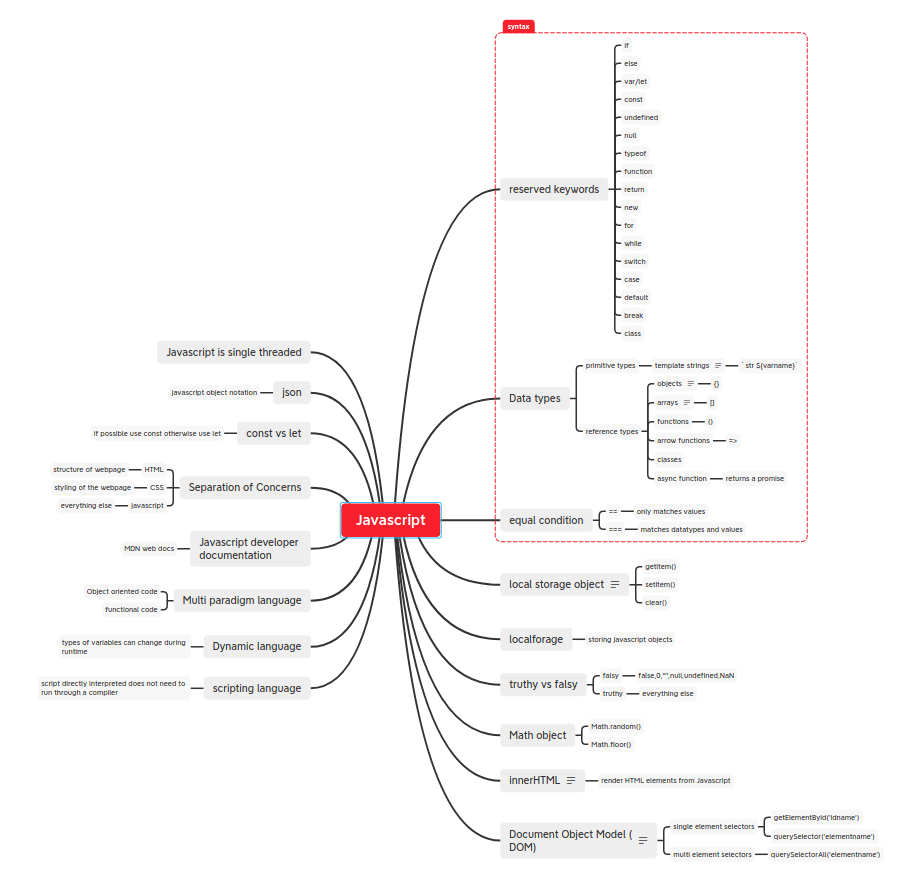 syntax
if
else
var/let
const
undefined
null
typeof
function
reserved keywords
return
new
for
while
switch
case
default
break
class
Data types
primitive types
template strings
`str ${varname}`
reference types
objects
{}
arrays
[]
functions
()
arrow functions
=>
classes
async function
returns a promise
equal condition
==
only matches values
===
matches datatypes and values
local storage object
getItem()
setItem()
clear()
localforage
storing javascript objects
truthy vs falsy
falsy
false,0,"",null,undefined,NaN
truthy
everything else
Math object
Math.random()
Math.floor()
innerHTML
render HTML elements from Javascript
Document Object Model (
DOM)
single element selectors
getElementById('idname')
querySelector('elementname')
multi element selectors
querySelectorAll('elementname')
Javascript
Javascript is single threaded
json
javascript object notation
const vs let
if possible use const otherwise use let
Separation of Concerns
HTML
structure of webpage
CSS
styling of the webpage
javascript
everything else
Javascript developer
documentation
MDN web docs
Multi paradigm language
Object oriented code
functional code
Dynamic language
types of variables can change during
runtime
scripting language
script directly interpreted does not need to
run through a compiler